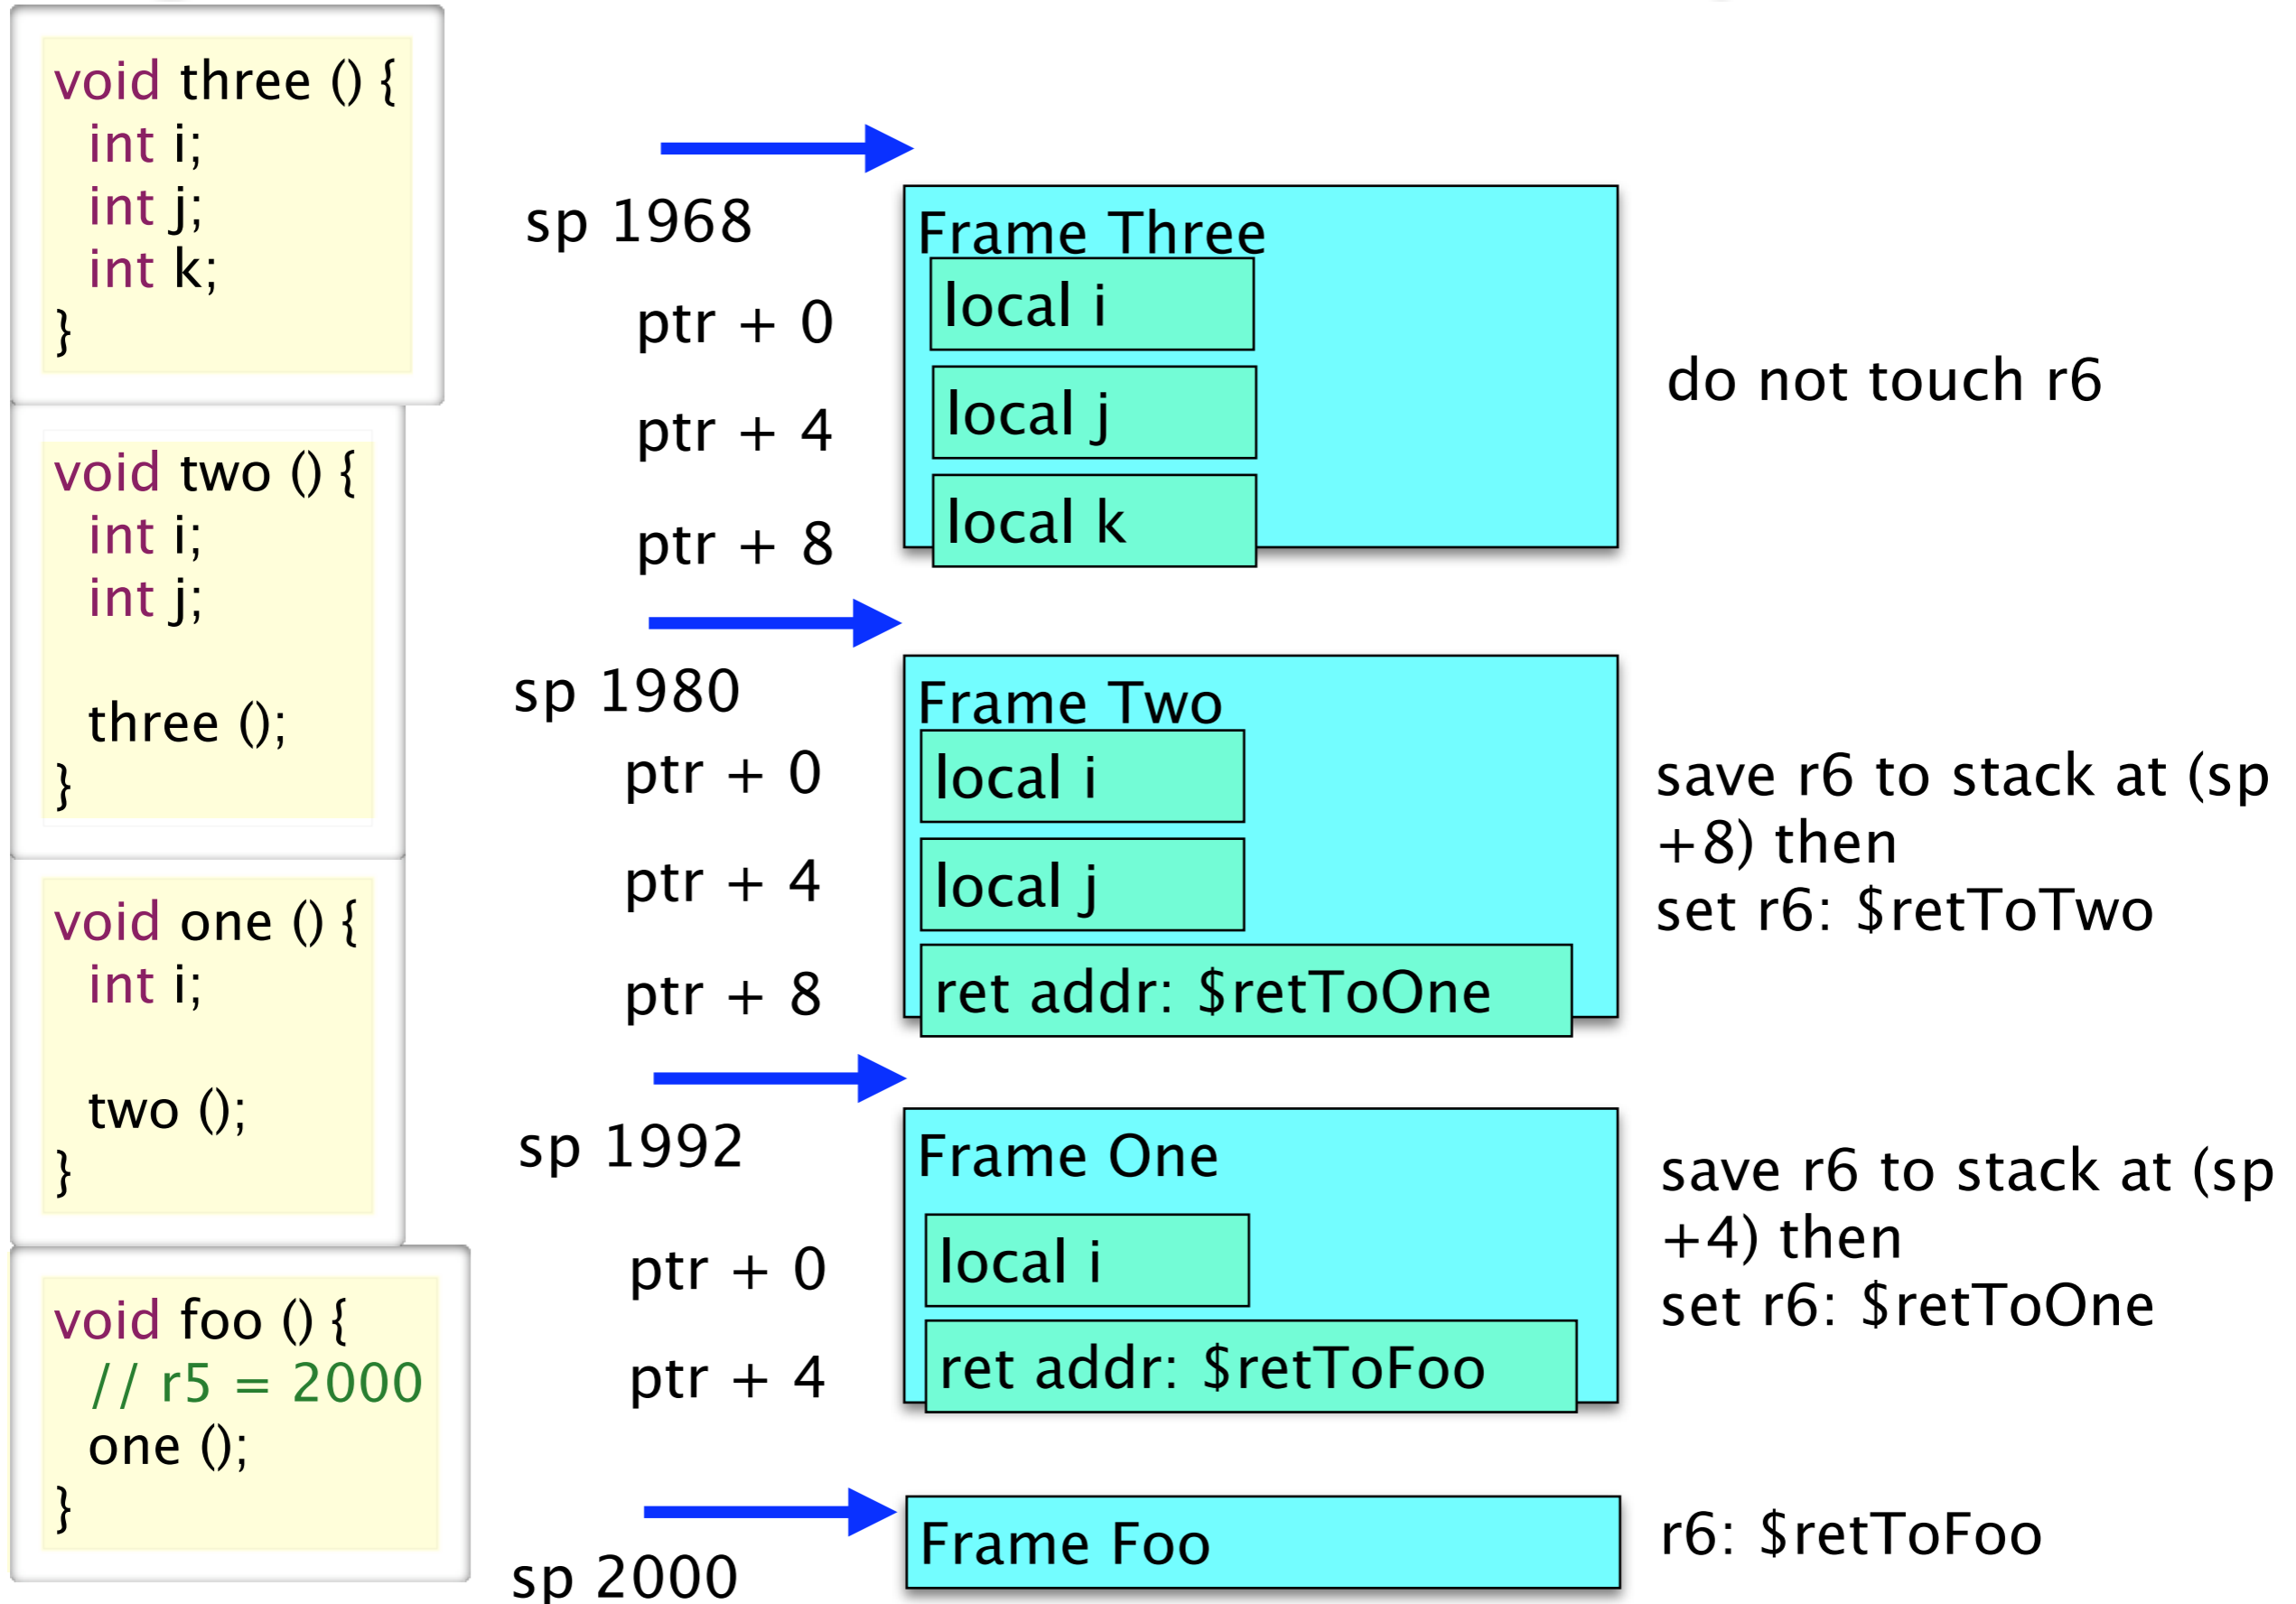 void three () {
int i;
int j;
int k;
}
void two () {
int i;
int j;
three ();
}
void one () {
int i;
two ();
}
void foo () {
// r5 = 2000
one ();
}
sp 1968
ptr + 0
ptr + 4
ptr + 8
sp 1980
ptr + 0
ptr + 4
ptr + 8
sp 1992
ptr + 0
ptr + 4
sp 2000
Frame Three
local i
local j
local k
Frame Two
local i
local j
ret addr: $retToOne
Frame One
local i
ret addr: $retToFoo
Frame Foo
do not touch r6
save r6 to stack at (sp
+8) then
set r6: $retToTwo
save r6 to stack at (sp
+4) then
set r6: $retToOne
r6: $retToFoo